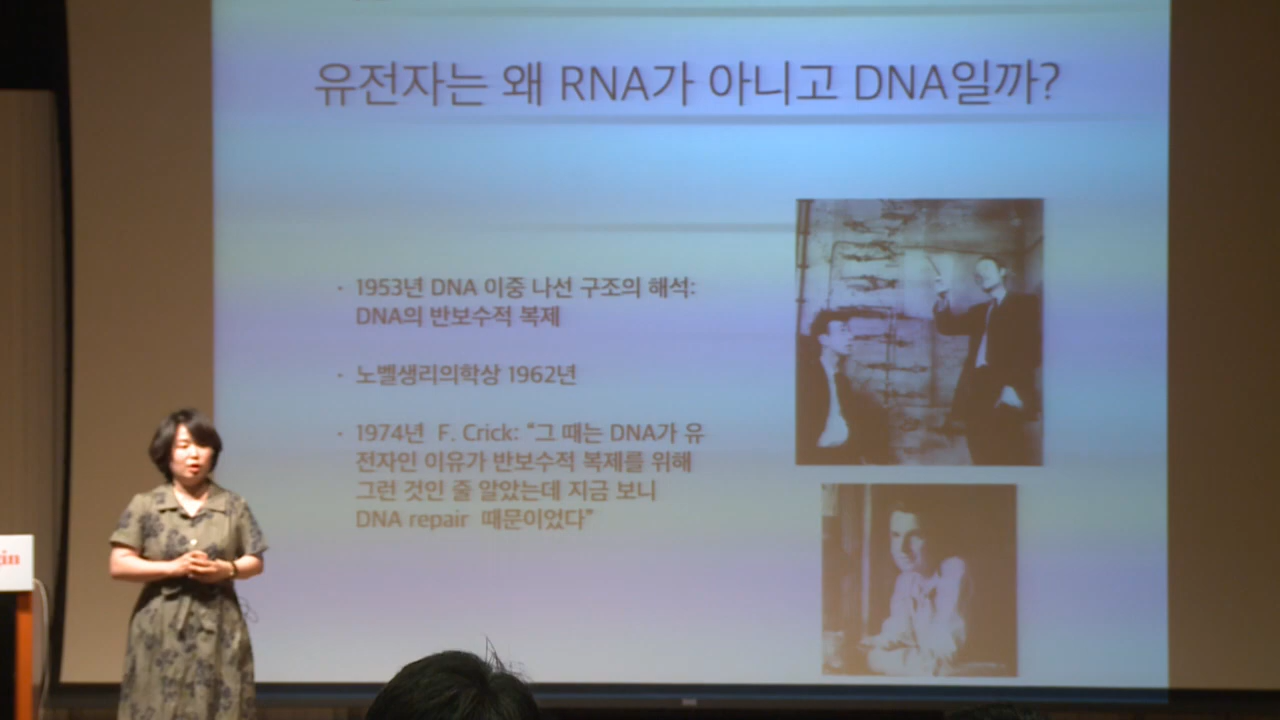 유전자는 왜 RNA가 아니고 DNA일까?
· 1953년 DNA 이중 나선 구조의 해석:
DNA의 반보수적 복제
· 노벨생리의학상 1962년
· 1974년 F. Crick: “그 때는 DNA가 유
전자인 이유가 반보수적 복제를 위해
그런 것인 줄 알았는데 지금 보니
DNA repair 때문이었다”